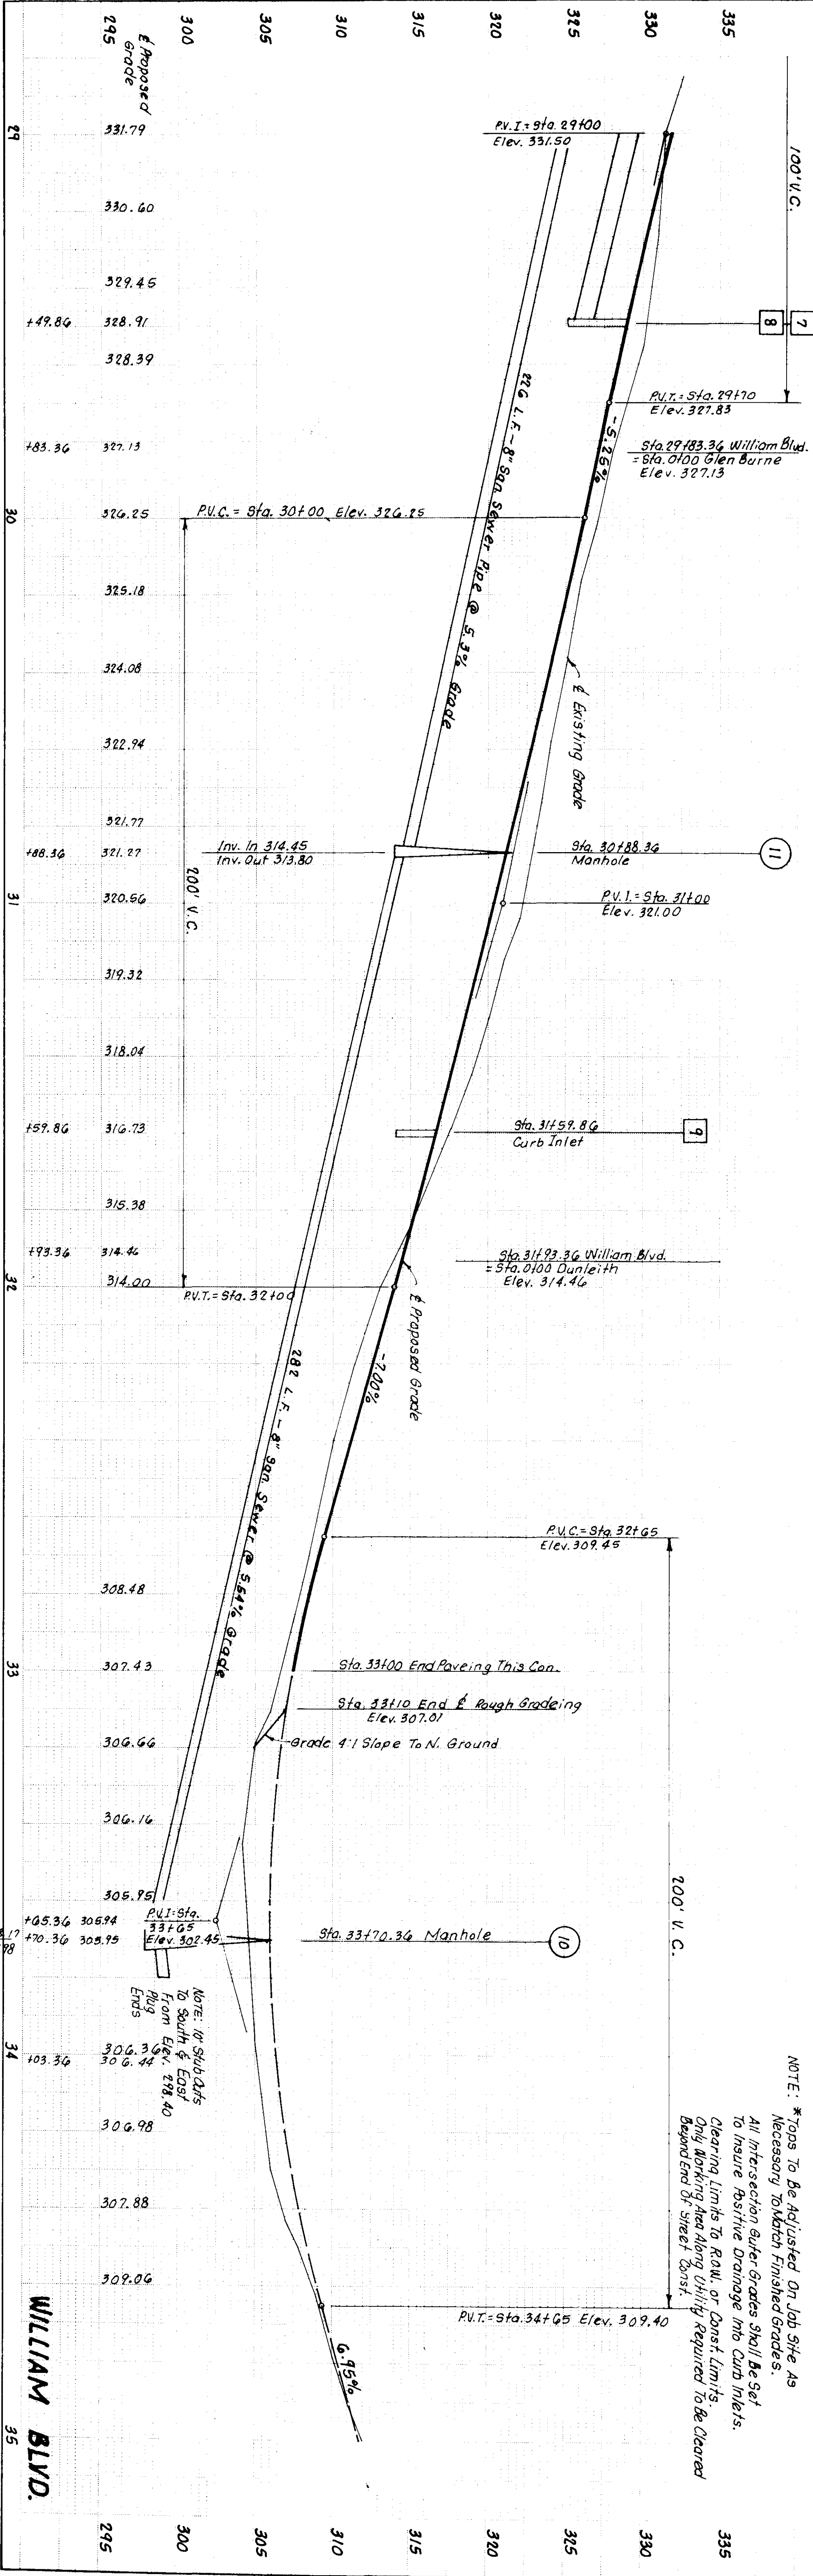 335
330
325
320
315
310
305
300
295
100' V.C.
P.V.I. = Sta. 29+00
Elev. 331.50
7
8
P.V.T. = Sta. 29+70
Elev. 327.83
-5.25%
Sta. 29+83.36 William Blvd.
= Sta. 0+00 Glen Burne
Elev. 327.13
P.V.C. = Sta. 30+00 Elev. 326.25
226 L.F. - 8" San Sewer Pipe @ 5.3% Grade
℄ Existing Grade
Inv. In 314.45
Inv. Out 313.80
Sta. 30+88.36
Manhole
11
200' V.C.
P.V.I. = Sta. 31+00
Elev. 321.00
Sta. 31+59.86
Curb Inlet
9
Sta. 31+93.36 William Blvd.
= Sta. 0+00 Dunleith
Elev. 314.46
P.V.T. = Sta. 32+00
℄ Proposed Grade
-7.00%
282 L.F. - 8" San. Sewer @ 5.54% Grade
P.V.C. = Sta. 32+65
Elev. 309.45
Sta. 33+00 End Paveing This Con.
Sta. 33+10 End ℄ Rough Gradeing
Elev. 307.01
Grade 4:1 Slope To N. Ground
200' V.C.
P.V.I = Sta.
33+65
Elev. 302.45
Sta. 33+70.36 Manhole
10
NOTE: 10' Stub Outs
To South & East
From Elev. 298.40
Plug
Ends
P.V.T. = Sta. 34+65 Elev. 309.40
6.95%
NOTE: *Tops To Be Adjusted On Job Site As
Necessary To Match Finished Grades.
All Intersection Guter Grades Shall Be Set
To Insure Positive Drainage Into Curb Inlets.
Clearing Limits To R.O.W. or Const. Limits.
Only Working Area Along Utility Required To Be Cleared
Beyond End Of Street Const.
℄ Proposed
Grade
331.79
330.60
329.45
+49.86 328.91
328.39
+83.36 327.13
326.25
325.18
324.08
322.94
321.77
+88.36 321.27
320.56
319.32
318.04
+59.86 316.73
315.38
+93.36 314.46
314.00
308.48
307.43
306.66
306.16
305.95
+65.36 305.94
+70.36 305.95
17
98
306.36
+03.36 306.44
306.98
307.88
309.06
29
30
31
32
33
34
35
WILLIAM BLVD.
335
330
325
320
315
310
305
300
295